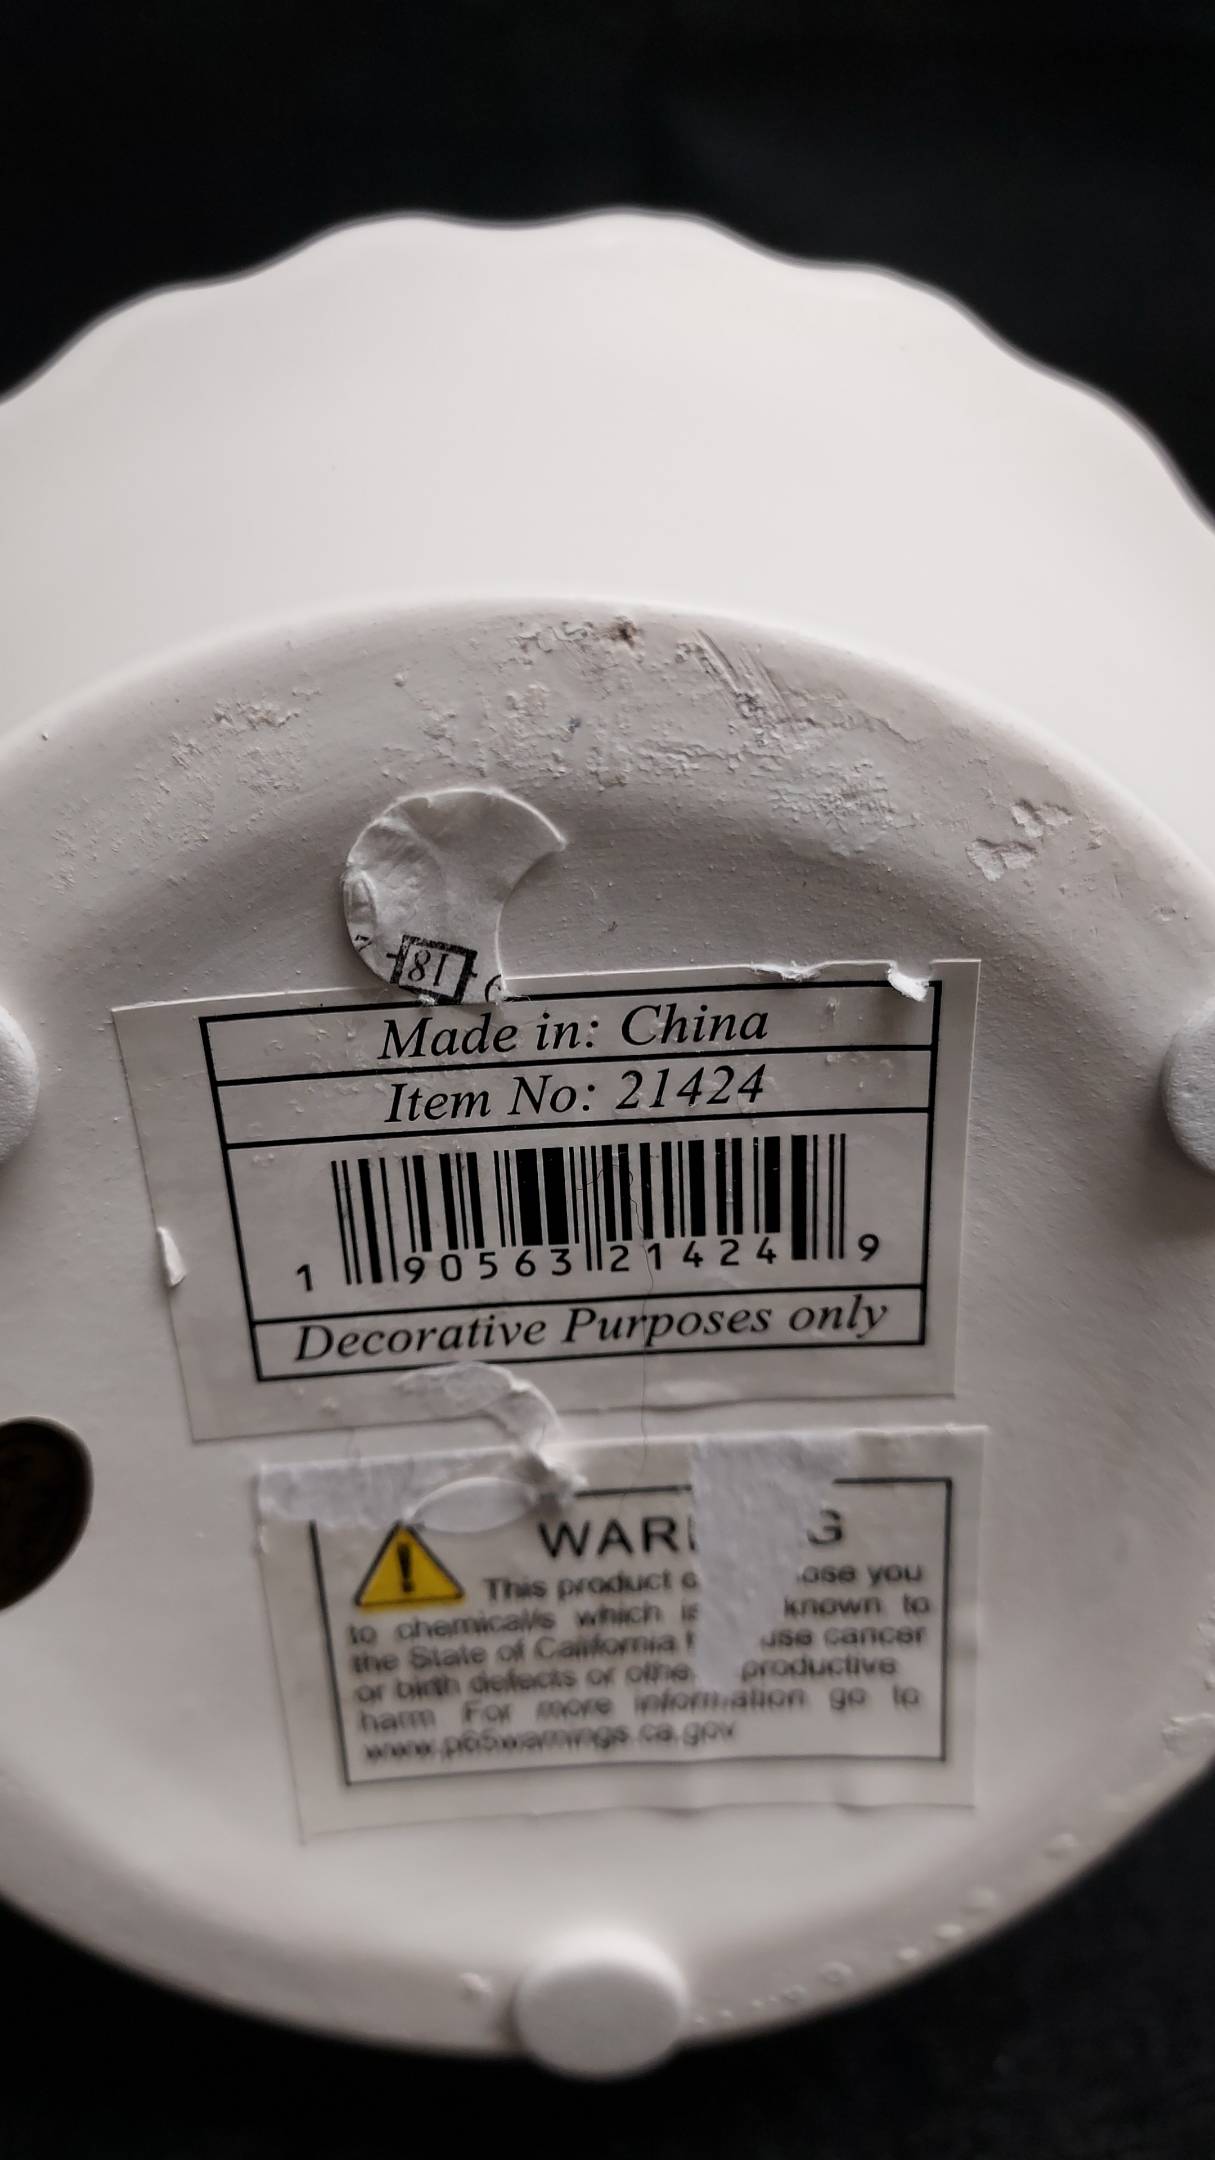 18
Made in: China
Item No: 21424
1 90563 21424 9
Decorative Purposes only
WAR G
This product you
to chemical/s which is known to
the State of California cancer
or birth defects or
harm For more information go to
www.p65warnings.ca.gov